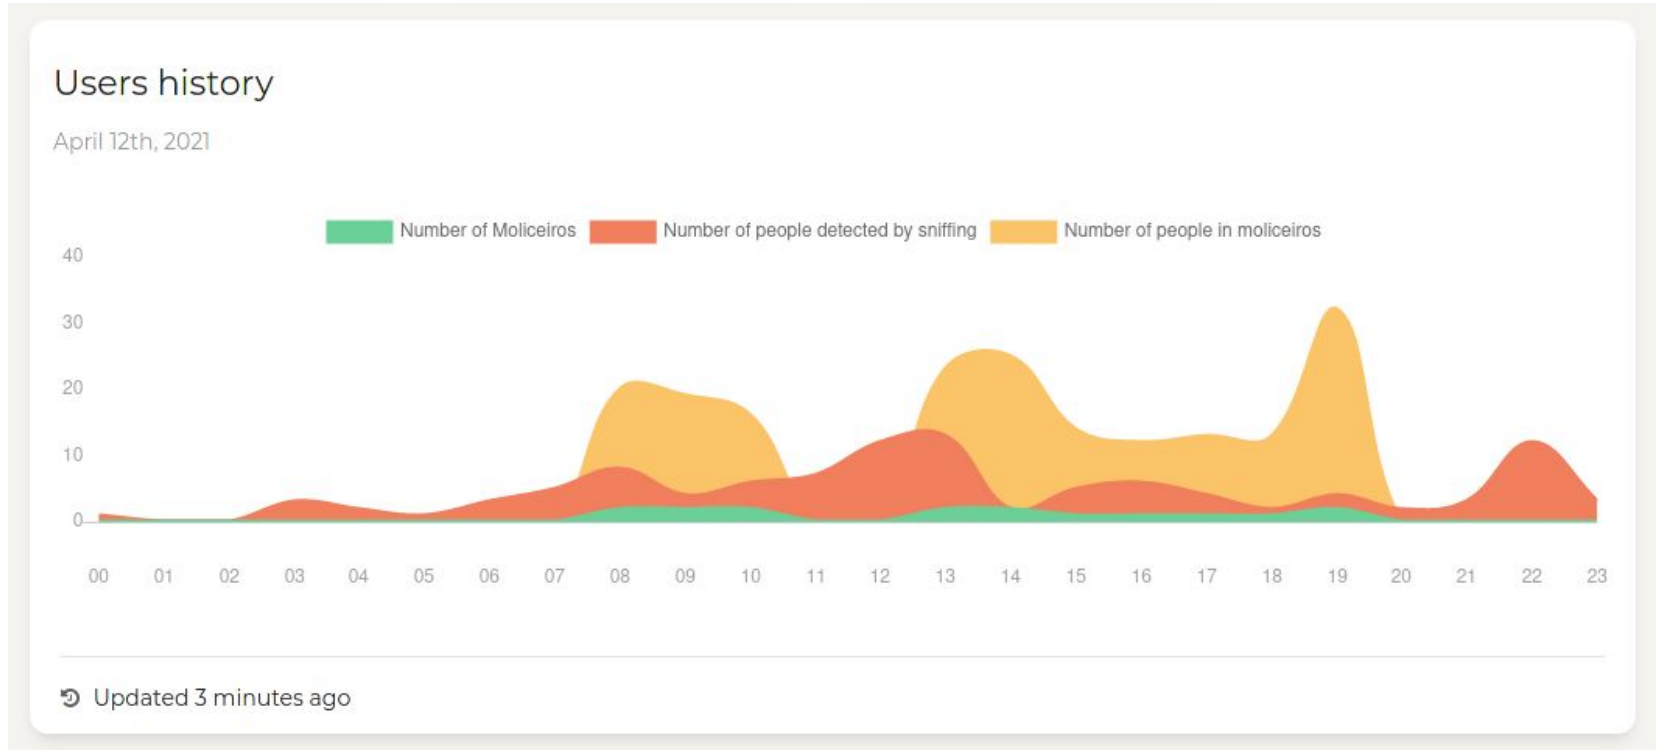 Users history
April 12th, 2021
Number of Moliceiros Number of people detected by sniffing Number of people in moliceiros
40
30
20
10
0
00 01 02 03 04 05 06 07 08 09 10 11 12 13 14 15 16 17 18 19 20 21 22 23
Updated 3 minutes ago